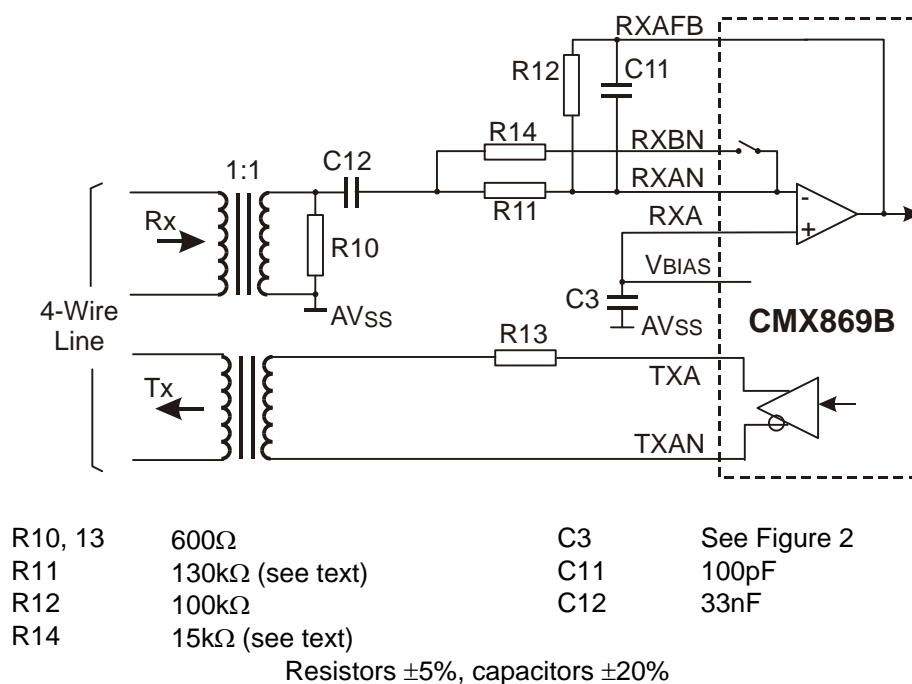 RXAFB
R12
C11
R14
RXBN
1:1
C12
RXAN
R11
RXA
Rx
R10
VBIAS
4-Wire
Line
AVSS
C3
AVSS
CMX869B
R13
Tx
TXA
TXAN
R10, 13 600Ω C3 See Figure 2
R11 130kΩ (see text) C11 100pF
R12 100kΩ C12 33nF
R14 15kΩ (see text)
Resistors ±5%, capacitors ±20%